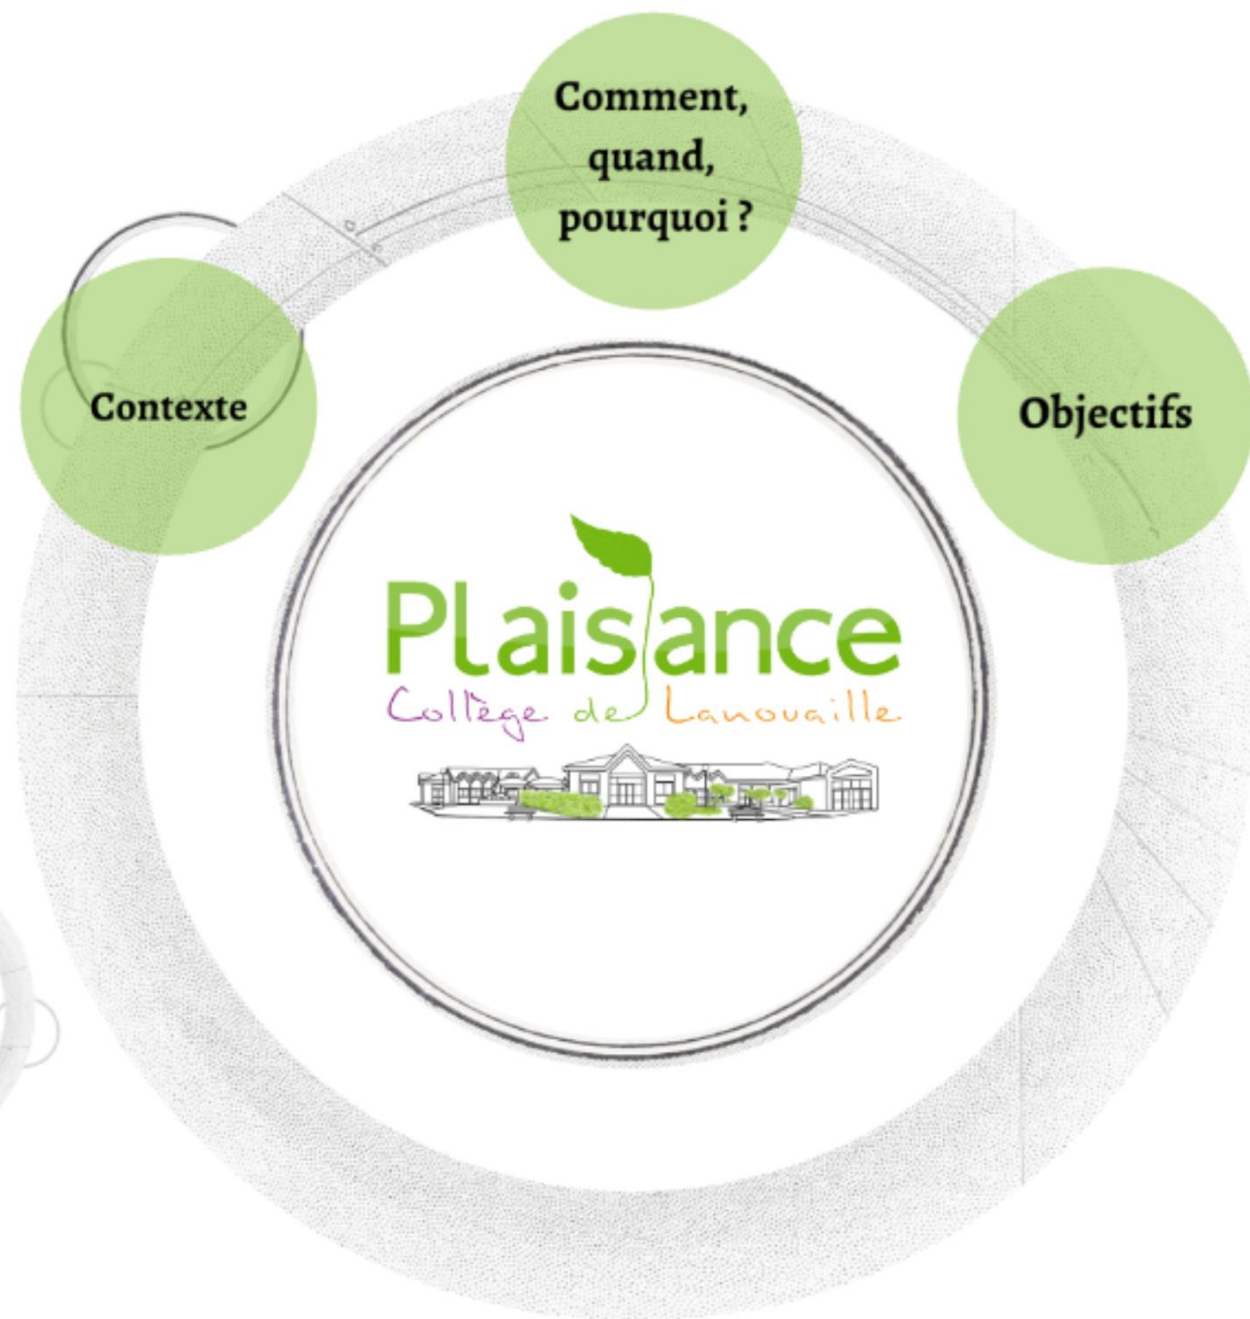 Comment,
quand,
pourquoi ?
Contexte
Objectifs
Plaisance
Collège de Lanouaille